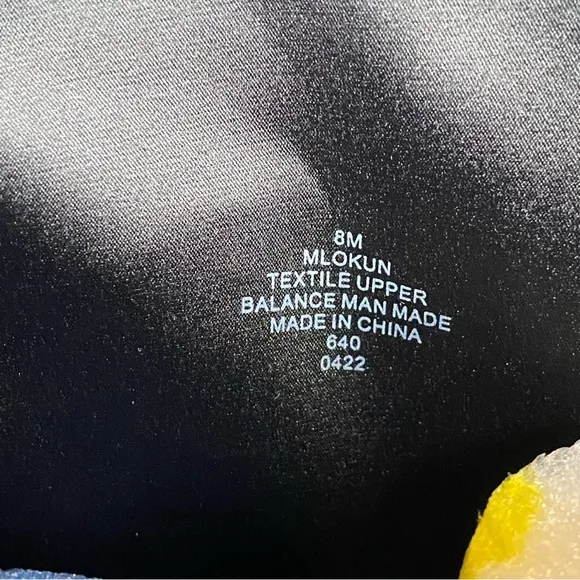 8M
MLOKUN
TEXTILE UPPER
BALANCE MAN MADE
MADE IN CHINA
640
0422